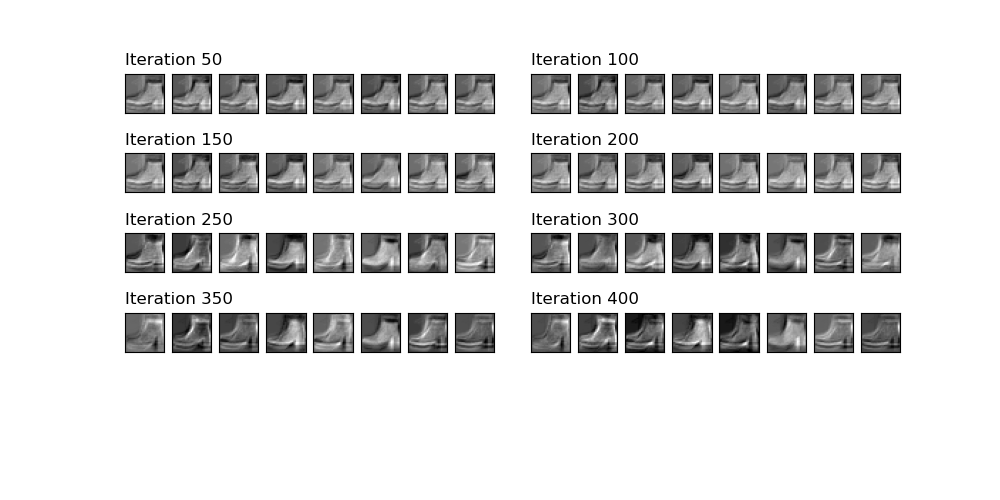 Iteration 50
Iteration 100
Iteration 150
Iteration 200
Iteration 250
Iteration 300
Iteration 350
Iteration 400